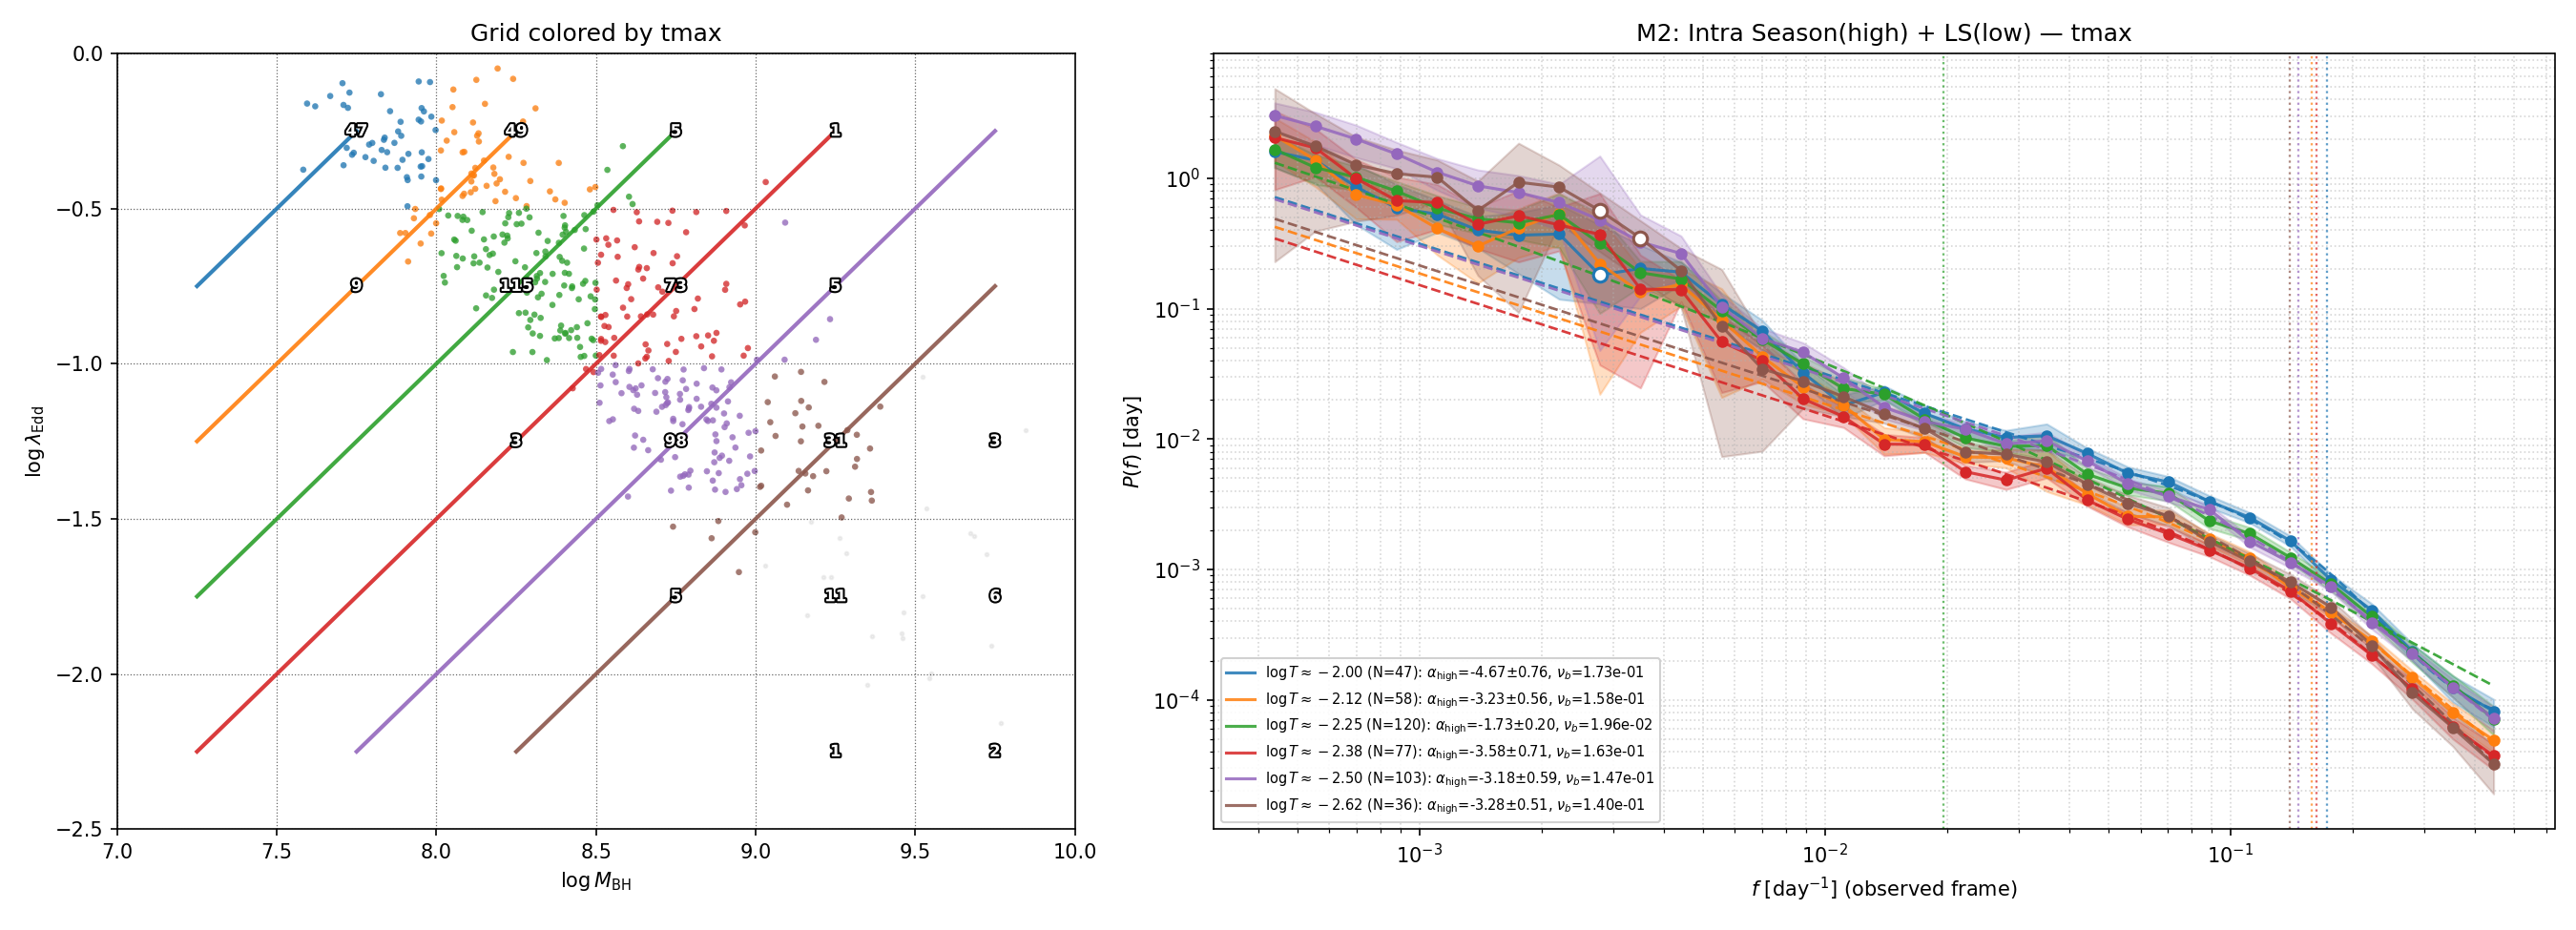 Grid colored by tmax
0.0
−0.5
−1.0
−1.5
−2.0
−2.5
log λEdd
47
49
5
1
9
115
73
5
3
98
31
3
5
11
6
1
2
7.0 7.5 8.0 8.5 9.0 9.5 10.0
log MBH
M2: Intra Season(high) + LS(low) — tmax
10⁰
10⁻¹
10⁻²
10⁻³
10⁻⁴
P(f) [day]
log T ≈ −2.00 (N=47): αhigh=-4.67±0.76, νb=1.73e-01
log T ≈ −2.12 (N=58): αhigh=-3.23±0.56, νb=1.58e-01
log T ≈ −2.25 (N=120): αhigh=-1.73±0.20, νb=1.96e-02
log T ≈ −2.38 (N=77): αhigh=-3.58±0.71, νb=1.63e-01
log T ≈ −2.50 (N=103): αhigh=-3.18±0.59, νb=1.47e-01
log T ≈ −2.62 (N=36): αhigh=-3.28±0.51, νb=1.40e-01
10⁻³ 10⁻² 10⁻¹
f [day⁻¹] (observed frame)